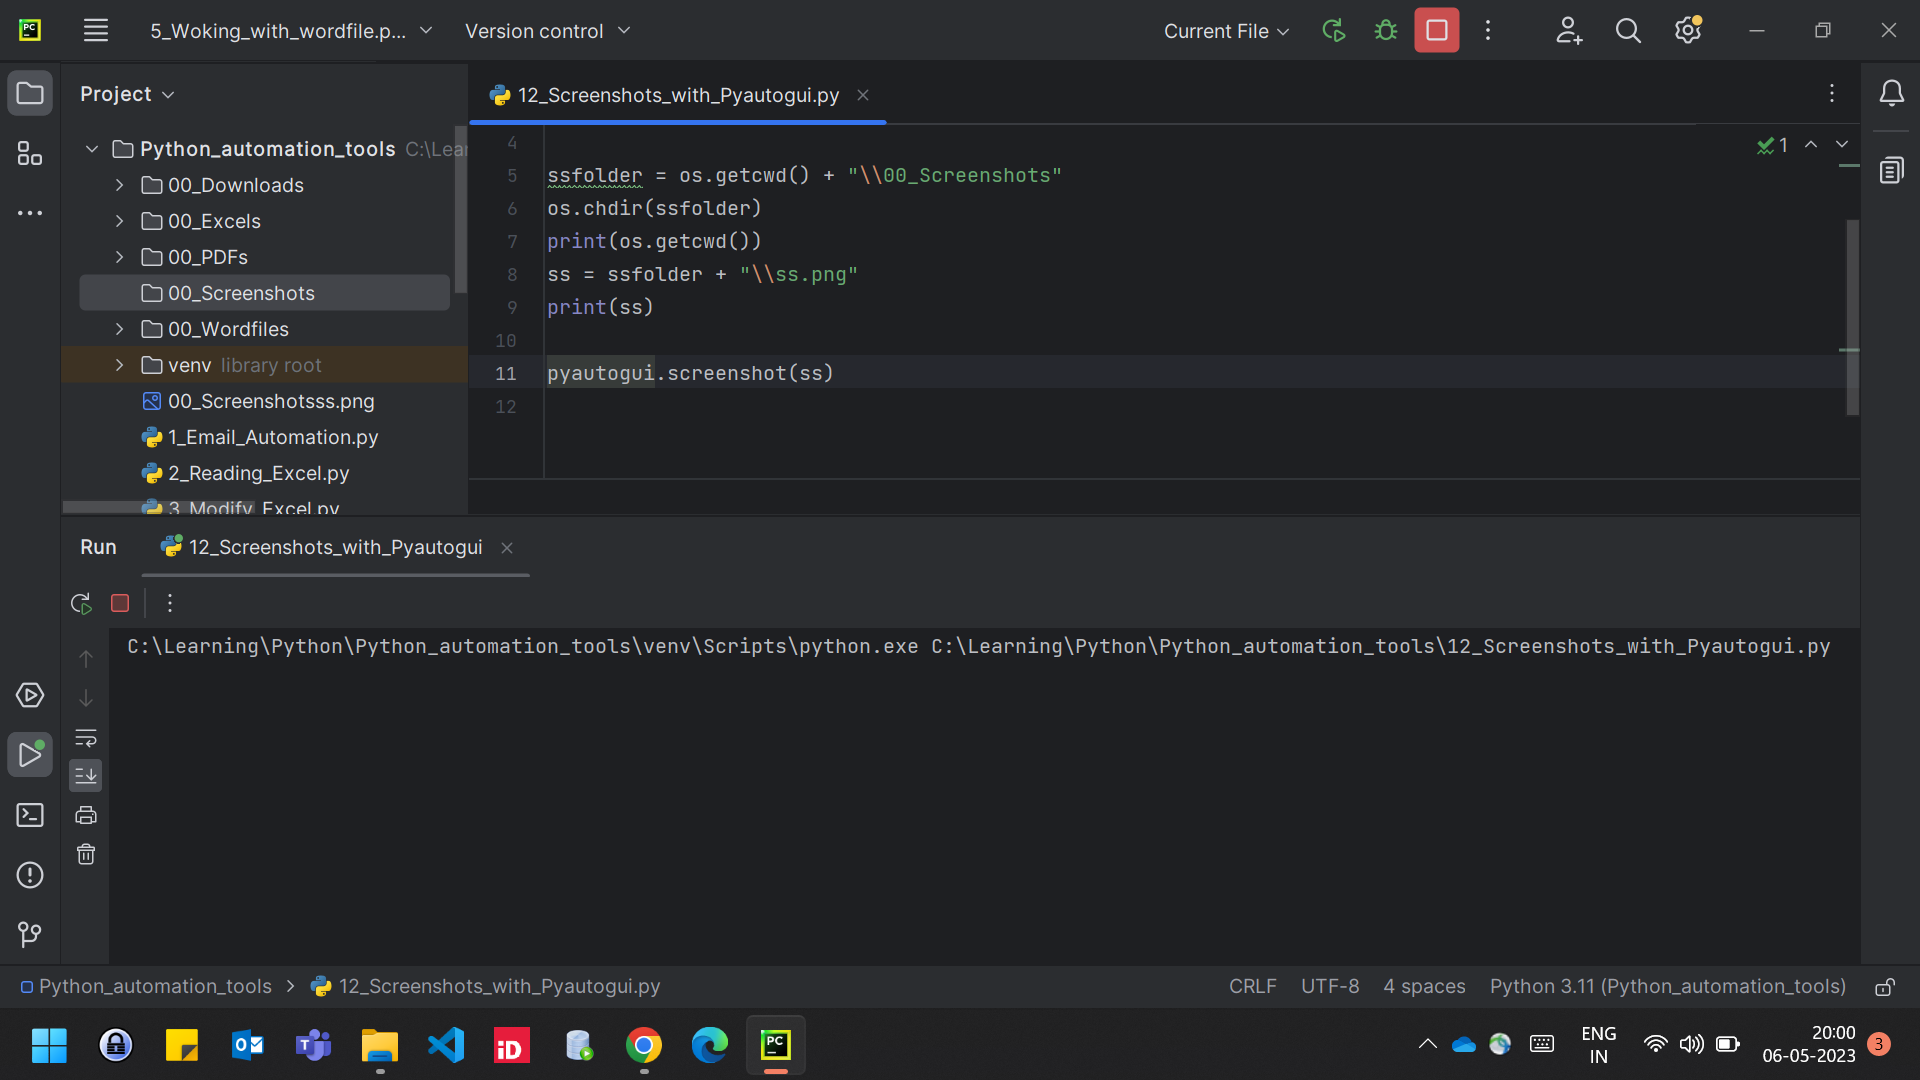 PC
5_Woking_with_wordfile.p...
Version control
Current File
Project
12_Screenshots_with_Pyautogui.py
Python_automation_tools C:\Lear
00_Downloads
00_Excels
00_PDFs
00_Screenshots
00_Wordfiles
venv library root
00_Screenshotsss.png
1_Email_Automation.py
2_Reading_Excel.py
3_Modify_Excel.py
1
4
5 ssfolder = os.getcwd() + "\\00_Screenshots"
6 os.chdir(ssfolder)
7 print(os.getcwd())
8 ss = ssfolder + "\\ss.png"
9 print(ss)
10
11 pyautogui.screenshot(ss)
12
Run
12_Screenshots_with_Pyautogui
C:\Learning\Python\Python_automation_tools\venv\Scripts\python.exe C:\Learning\Python\Python_automation_tools\12_Screenshots_with_Pyautogui.py
Python_automation_tools
12_Screenshots_with_Pyautogui.py
CRLF
UTF-8
4 spaces
Python 3.11 (Python_automation_tools)
iD
PC
ENG
IN
20:00
06-05-2023
3